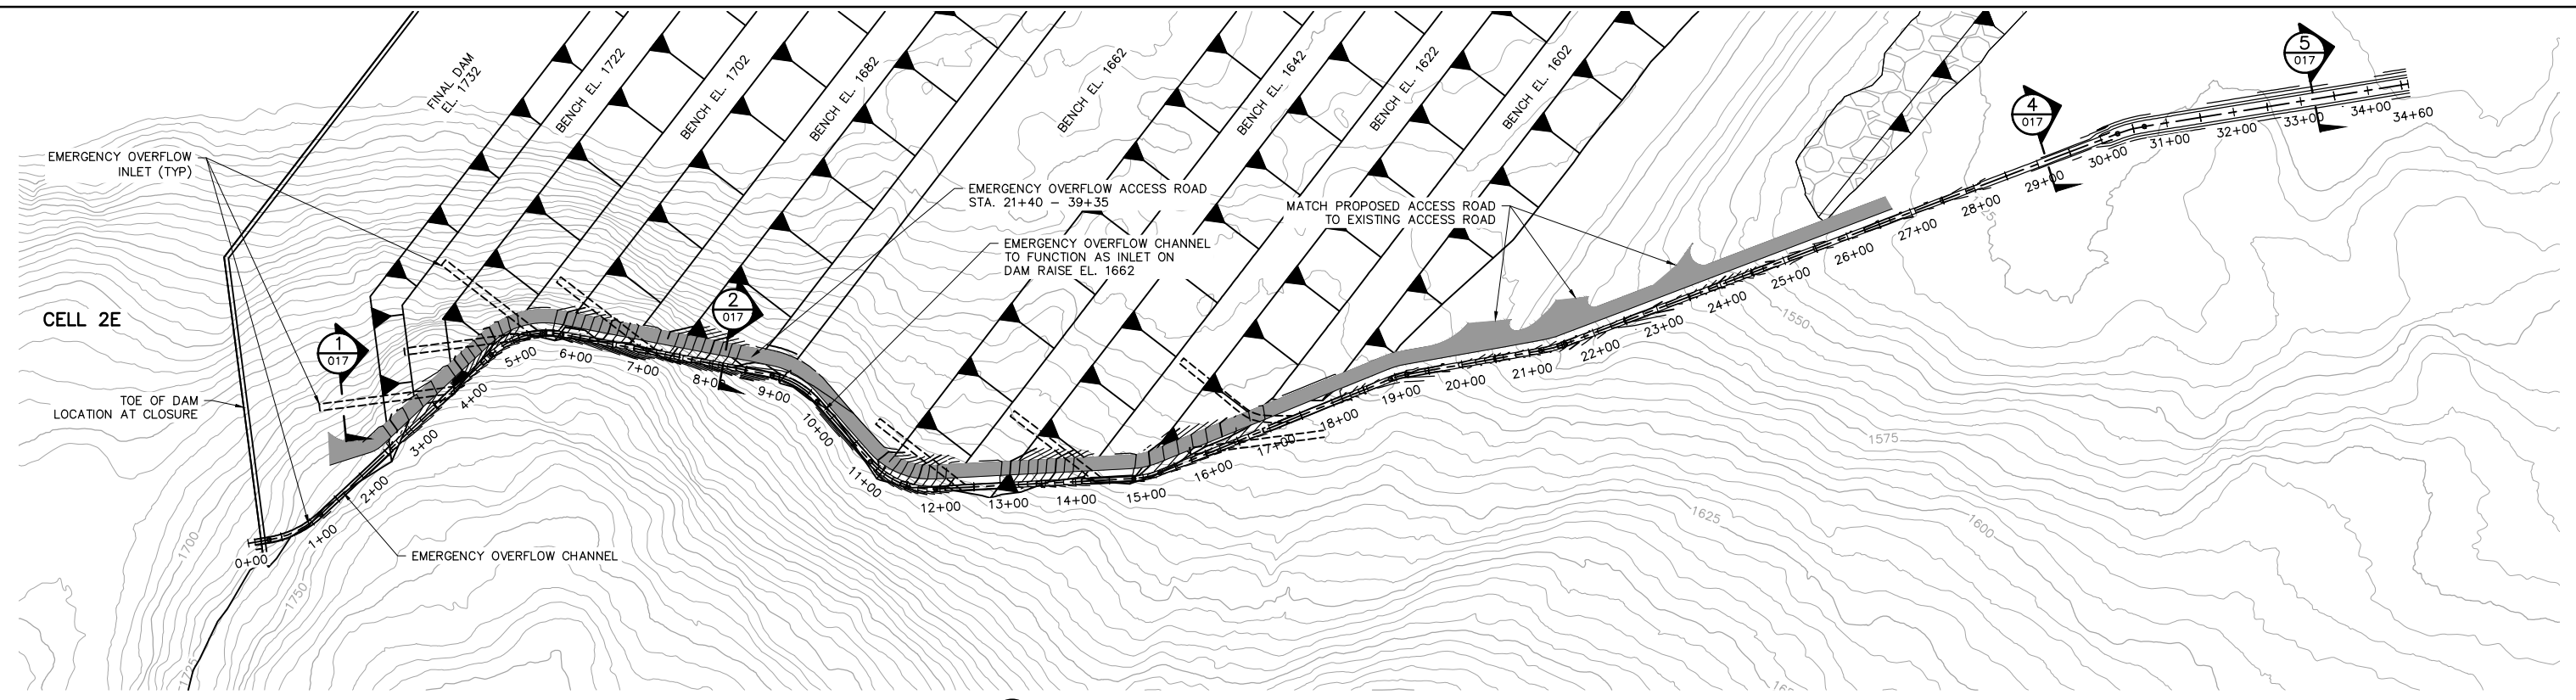 FINAL DAM
EL. 1732
BENCH EL. 1722
BENCH EL. 1702
BENCH EL. 1682
BENCH EL. 1662
BENCH EL. 1642
BENCH EL. 1622
BENCH EL. 1602
5
017
4
017
EMERGENCY OVERFLOW
INLET (TYP)
EMERGENCY OVERFLOW ACCESS ROAD
STA. 21+40 – 39+35
MATCH PROPOSED ACCESS ROAD
TO EXISTING ACCESS ROAD
EMERGENCY OVERFLOW CHANNEL
TO FUNCTION AS INLET ON
DAM RAISE EL. 1662
CELL 2E
1
017
2
017
TOE OF DAM
LOCATION AT CLOSURE
EMERGENCY OVERFLOW CHANNEL
0+00
1+00
2+00
3+00
4+00
5+00
6+00
7+00
8+00
9+00
10+00
11+00
12+00
13+00
14+00
15+00
16+00
17+00
18+00
19+00
20+00
21+00
22+00
23+00
24+00
25+00
26+00
27+00
28+00
29+00
30+00
31+00
32+00
33+00
34+00
34+60
1550
1575
1600
1625
1700
1750
1725